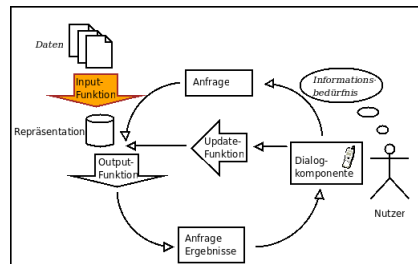 Daten
Input-
Funktion
Repräsentation
Output-
Funktion
Anfrage
Update-
Funktion
Anfrage
Ergebnisse
Informations-
bedürfnis
Dialog-
komponente
Nutzer